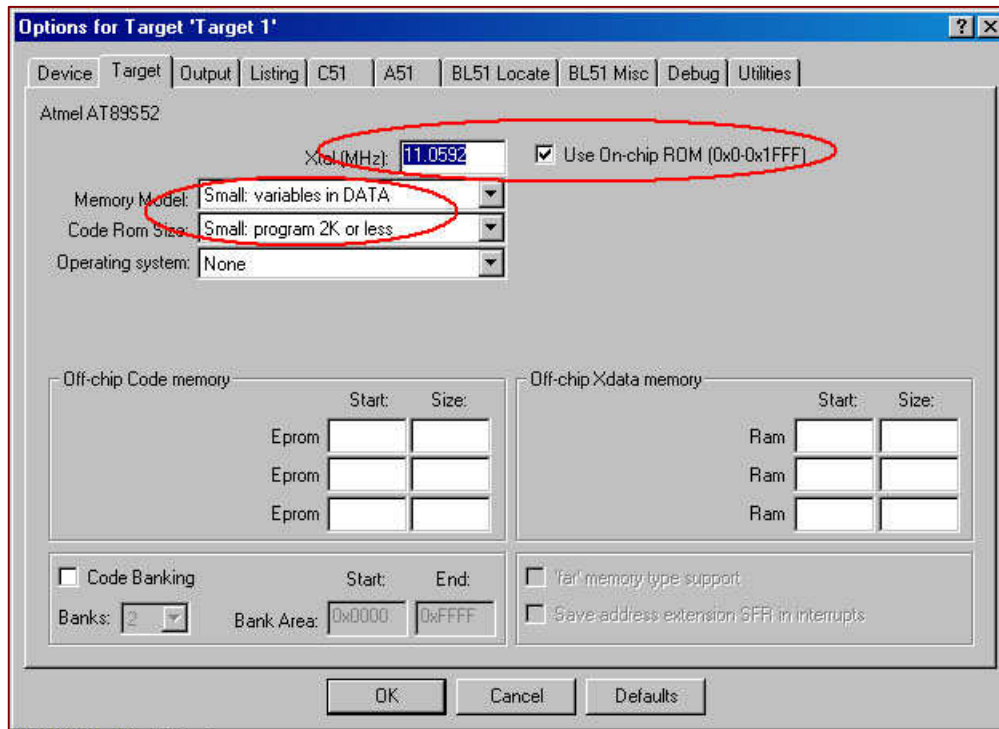 Options for Target 'Target 1'
Device Target Output Listing C51 A51 BL51 Locate BL51 Misc Debug Utilities
Atmel AT89S52
Xtal (MHz): 11.0592 Use On-chip ROM (0x0-0x1FFF)
Memory Model: Small: variables in DATA
Code Rom Size: Small: program 2K or less
Operating system: None
Off-chip Code memory
Start: Size:
Eprom
Eprom
Eprom
Off-chip Xdata memory
Start: Size:
Ram
Ram
Ram
Code Banking Start: End:
Banks: 2 Bank Area: 0x0000 0xFFFF
'far' memory type support
Save address extension SFR in interrupts
OK Cancel Defaults